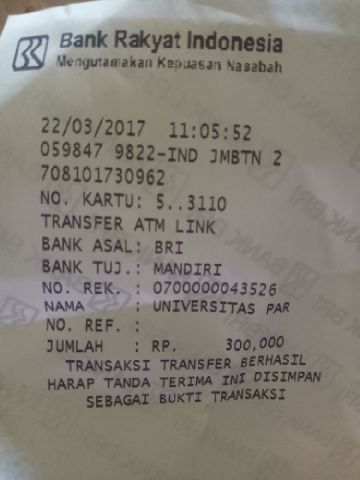 Bank Rakyat Indonesia
Mengutamakan Kepuasan Nasabah
22/03/2017 11:05:52
059847 9822-IND JMBTN 2
708101730962
NO. KARTU: 5..3110
TRANSFER ATM LINK
BANK ASAL: BRI
BANK TUJ.: MANDIRI
NO. REK. : 0700000043526
NAMA : UNIVERSITAS PAR
NO. REF. :
JUMLAH : RP. 300,000
TRANSAKSI TRANSFER BERHASIL
HARAP TANDA TERIMA INI DISIMPAN
SEBAGAI BUKTI TRANSAKSI